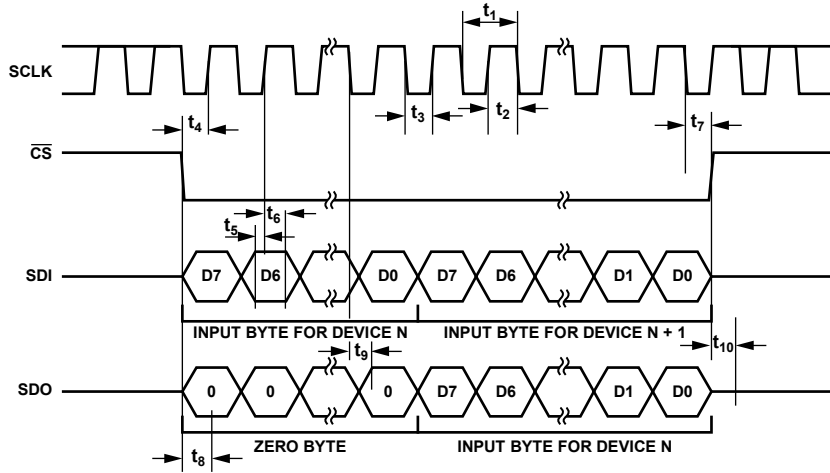 t1
SCLK
t4
t3
t2
t7
CS
t6
t5
SDI
D7
D6
D0
D7
D6
D1
D0
INPUT BYTE FOR DEVICE N
INPUT BYTE FOR DEVICE N + 1
t9
t10
SDO
0
0
0
D7
D6
D1
D0
ZERO BYTE
INPUT BYTE FOR DEVICE N
t8